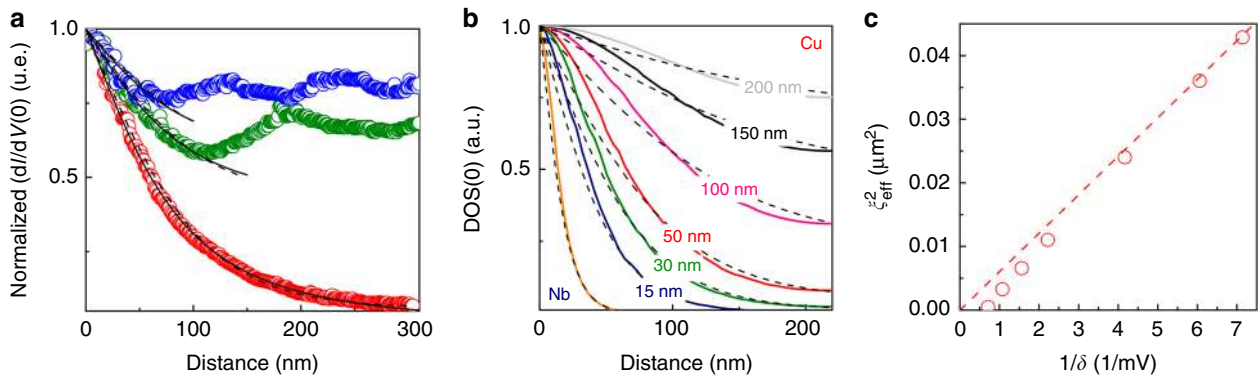 a
Normalized (dI/dV(0) (u.e.)
1.0
0.5
0
100
200
300
Distance (nm)
b
DOS(0) (a.u.)
1.0
0.5
Cu
200 nm
150 nm
100 nm
50 nm
30 nm
15 nm
Nb
0
100
200
Distance (nm)
c
ξ²eff (μm²)
0.04
0.03
0.02
0.01
0.00
0
1
2
3
4
5
6
7
1/δ (1/mV)